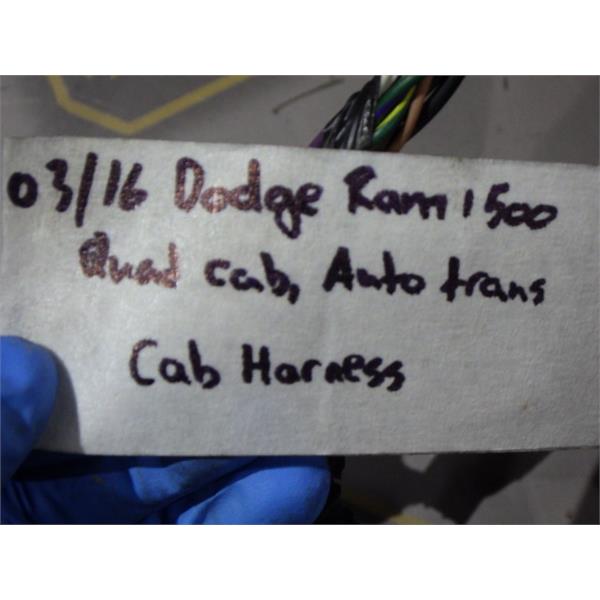 03/16 Dodge Ram 1500
Quad cab, Auto trans
Cab Harness